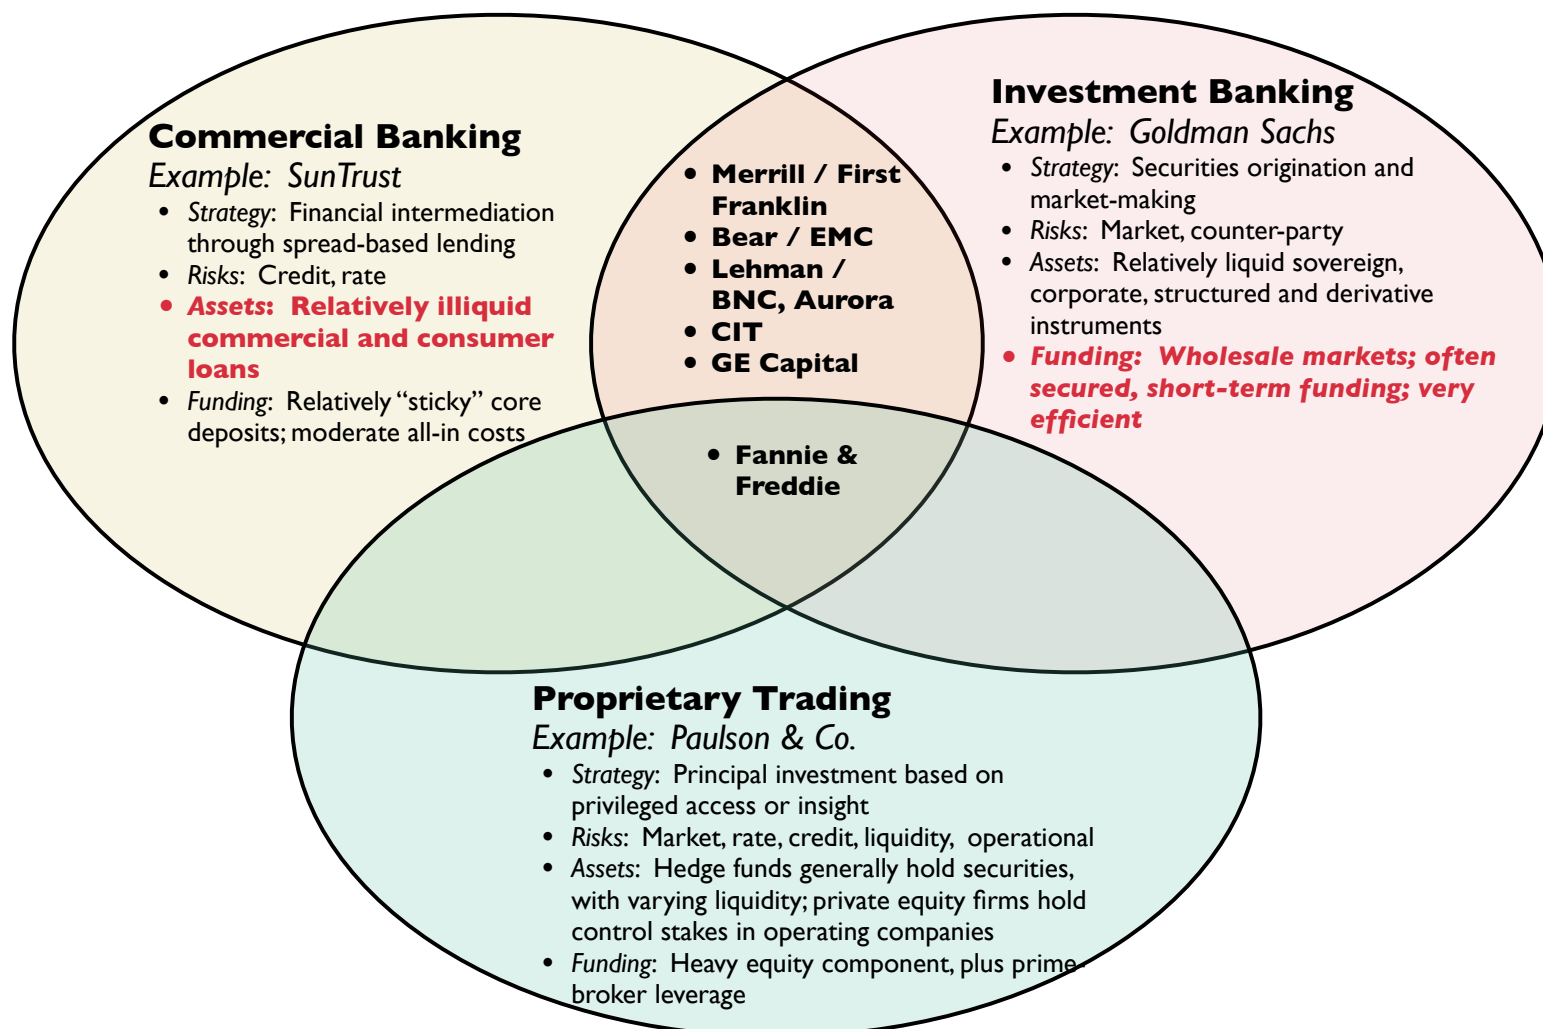 Commercial Banking
Example: SunTrust
• Strategy: Financial intermediation
through spread-based lending
• Risks: Credit, rate
• Assets: Relatively illiquid
commercial and consumer
loans
• Funding: Relatively “sticky” core
deposits; moderate all-in costs
• Merrill / First
Franklin
• Bear / EMC
• Lehman /
BNC, Aurora
• CIT
• GE Capital
Investment Banking
Example: Goldman Sachs
• Strategy: Securities origination and
market-making
• Risks: Market, counter-party
• Assets: Relatively liquid sovereign,
corporate, structured and derivative
instruments
• Funding: Wholesale markets; often
secured, short-term funding; very
efficient
• Fannie &
Freddie
Proprietary Trading
Example: Paulson & Co.
• Strategy: Principal investment based on
privileged access or insight
• Risks: Market, rate, credit, liquidity, operational
• Assets: Hedge funds generally hold securities,
with varying liquidity; private equity firms hold
control stakes in operating companies
• Funding: Heavy equity component, plus prime-
broker leverage